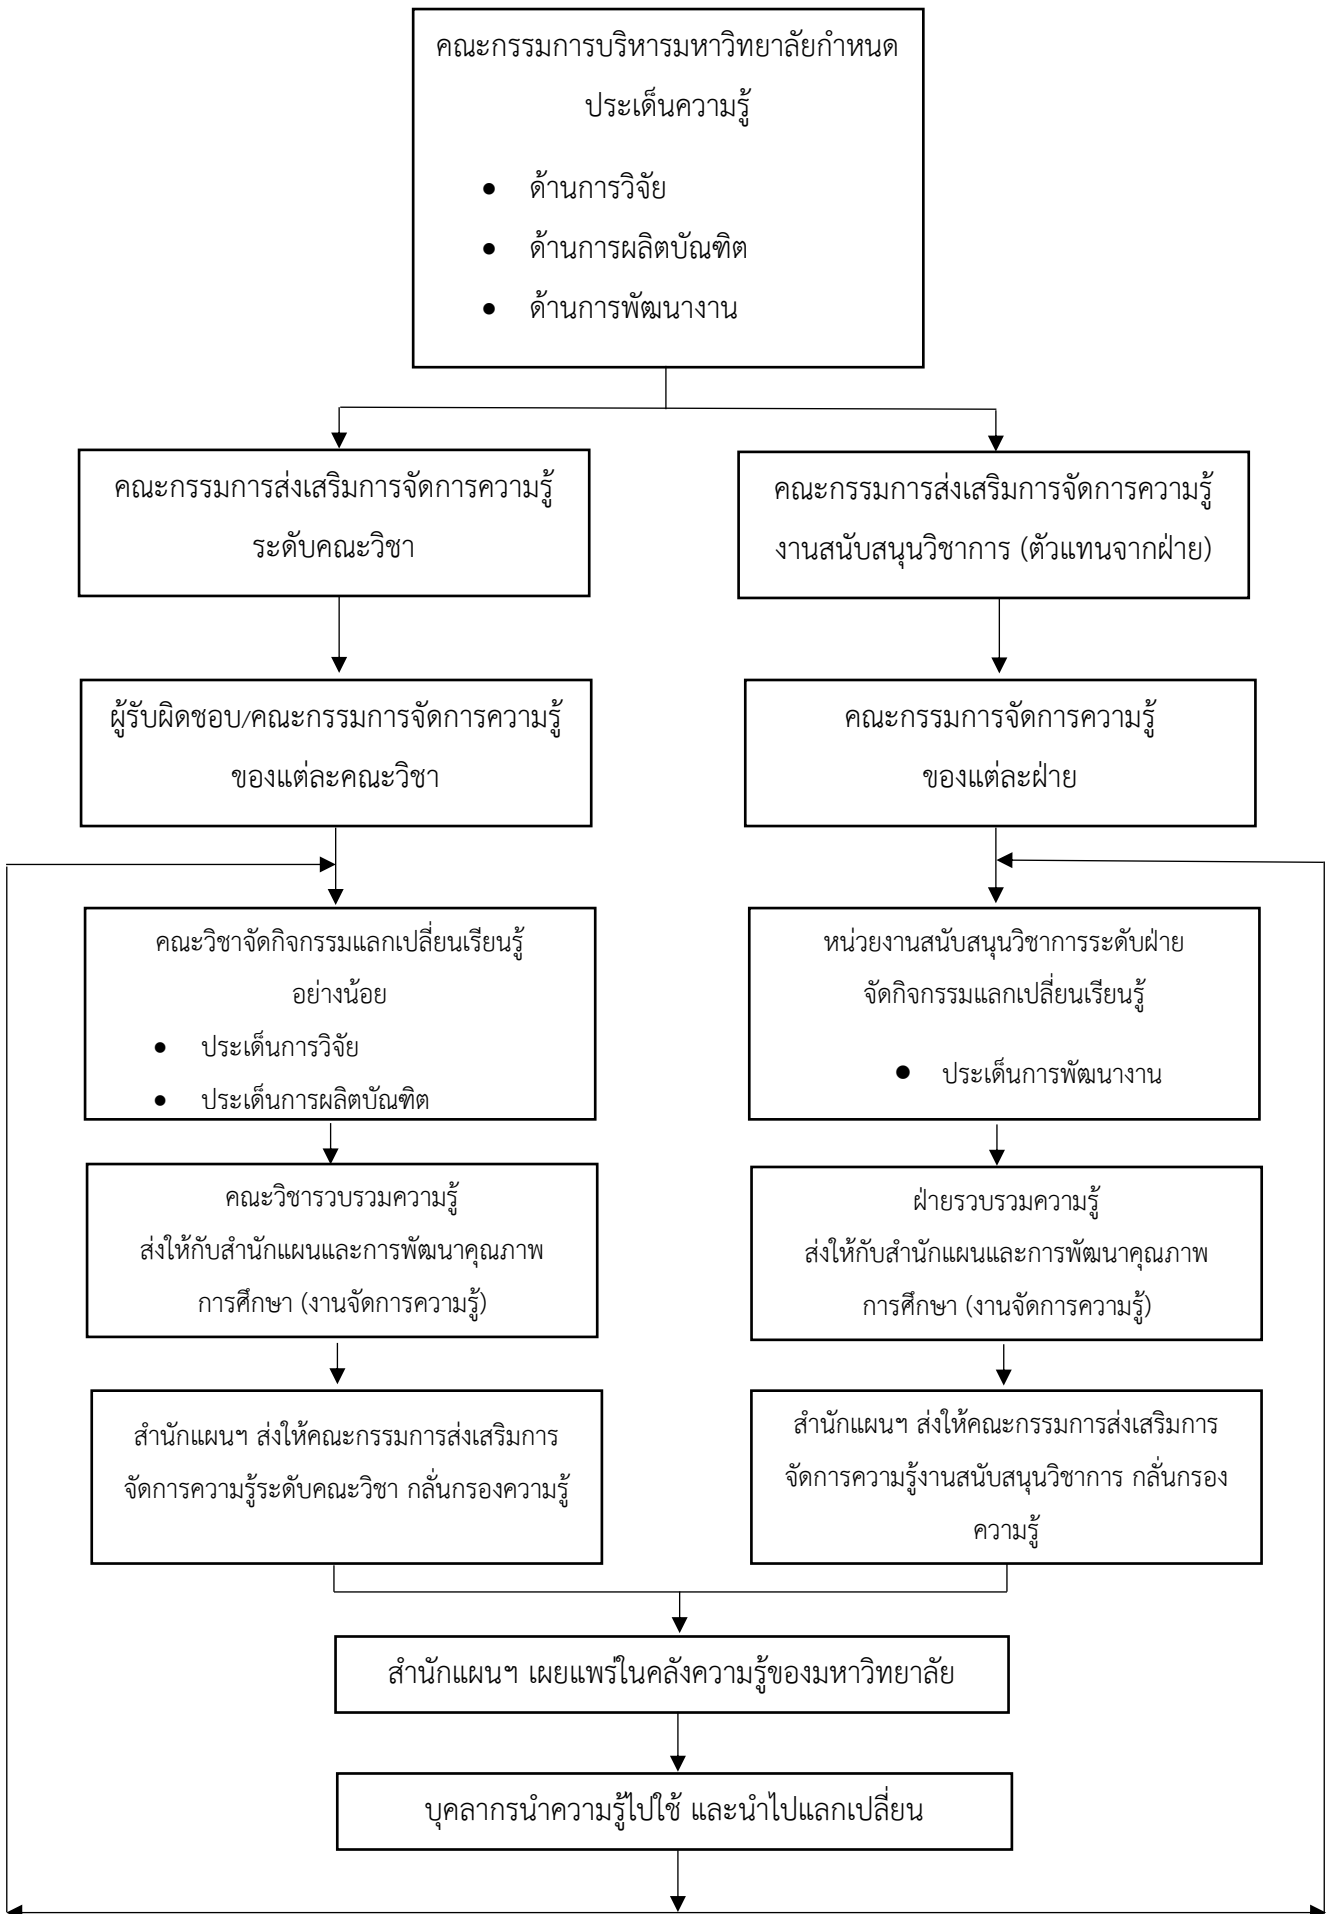 คณะกรรมการบริหารมหาวิทยาลัยกำหนด
ประเด็นความรู้
• ด้านการวิจัย
• ด้านการผลิตบัณฑิต
• ด้านการพัฒนางาน
คณะกรรมการส่งเสริมการจัดการความรู้
ระดับคณะวิชา
คณะกรรมการส่งเสริมการจัดการความรู้
งานสนับสนุนวิชาการ (ตัวแทนจากฝ่าย)
ผู้รับผิดชอบ/คณะกรรมการจัดการความรู้
ของแต่ละคณะวิชา
คณะกรรมการจัดการความรู้
ของแต่ละฝ่าย
คณะวิชาจัดกิจกรรมแลกเปลี่ยนเรียนรู้
อย่างน้อย
• ประเด็นการวิจัย
• ประเด็นการผลิตบัณฑิต
หน่วยงานสนับสนุนวิชาการระดับฝ่าย
จัดกิจกรรมแลกเปลี่ยนเรียนรู้
• ประเด็นการพัฒนางาน
คณะวิชารวบรวมความรู้
ส่งให้กับสำนักแผนและการพัฒนาคุณภาพ
การศึกษา (งานจัดการความรู้)
ฝ่ายรวบรวมความรู้
ส่งให้กับสำนักแผนและการพัฒนาคุณภาพ
การศึกษา (งานจัดการความรู้)
สำนักแผนฯ ส่งให้คณะกรรมการส่งเสริมการ
จัดการความรู้ระดับคณะวิชา กลั่นกรองความรู้
สำนักแผนฯ ส่งให้คณะกรรมการส่งเสริมการ
จัดการความรู้งานสนับสนุนวิชาการ กลั่นกรอง
ความรู้
สำนักแผนฯ เผยแพร่ในคลังความรู้ของมหาวิทยาลัย
บุคลากรนำความรู้ไปใช้ และนำไปแลกเปลี่ยน